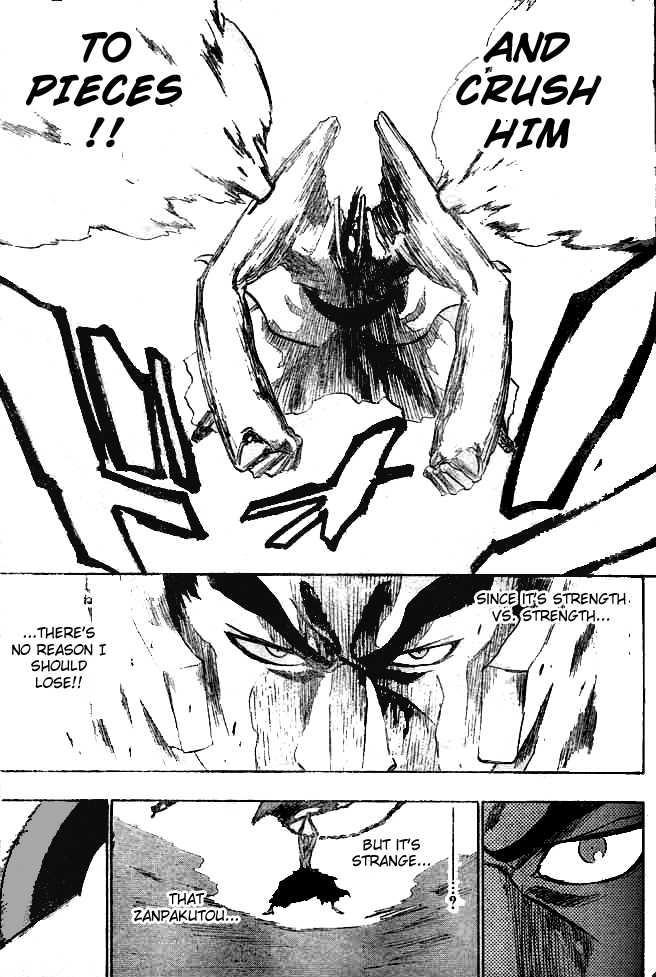 AND
CRUSH
HIM
TO
PIECES
!!
SINCE IT'S STRENGTH
VS. STRENGTH...
...THERE'S
NO REASON I
SHOULD
LOSE!!
......?
BUT IT'S
STRANGE...
THAT
ZANPAKUTOU...